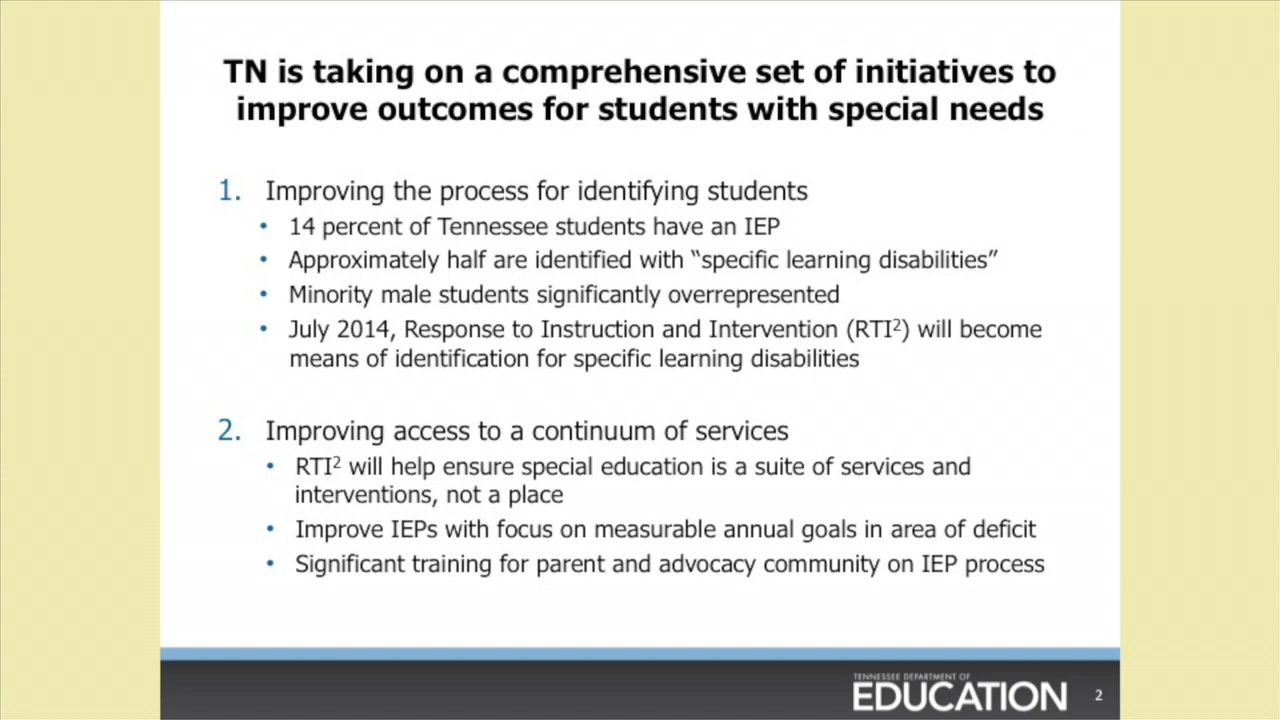 TN is taking on a comprehensive set of initiatives to
improve outcomes for students with special needs
1. Improving the process for identifying students
• 14 percent of Tennessee students have an IEP
• Approximately half are identified with “specific learning disabilities”
• Minority male students significantly overrepresented
• July 2014, Response to Instruction and Intervention (RTI²) will become
means of identification for specific learning disabilities
2. Improving access to a continuum of services
• RTI² will help ensure special education is a suite of services and
interventions, not a place
• Improve IEPs with focus on measurable annual goals in area of deficit
• Significant training for parent and advocacy community on IEP process
TENNESSEE DEPARTMENT OF
EDUCATION
2